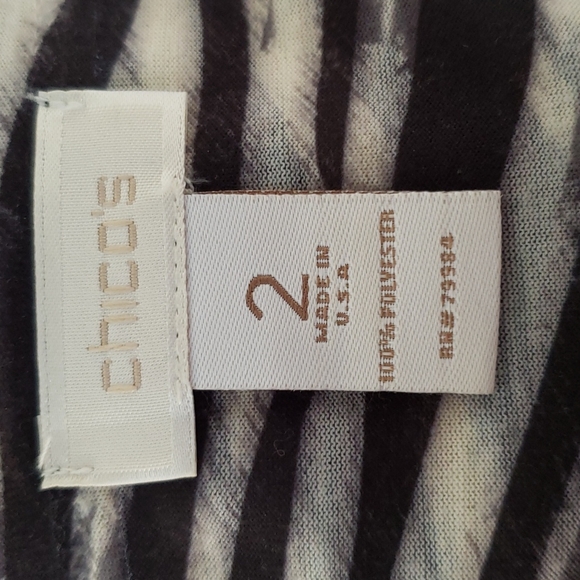 chico's
2
MADE IN
U.S.A
100% POLYESTER
RN# 79984